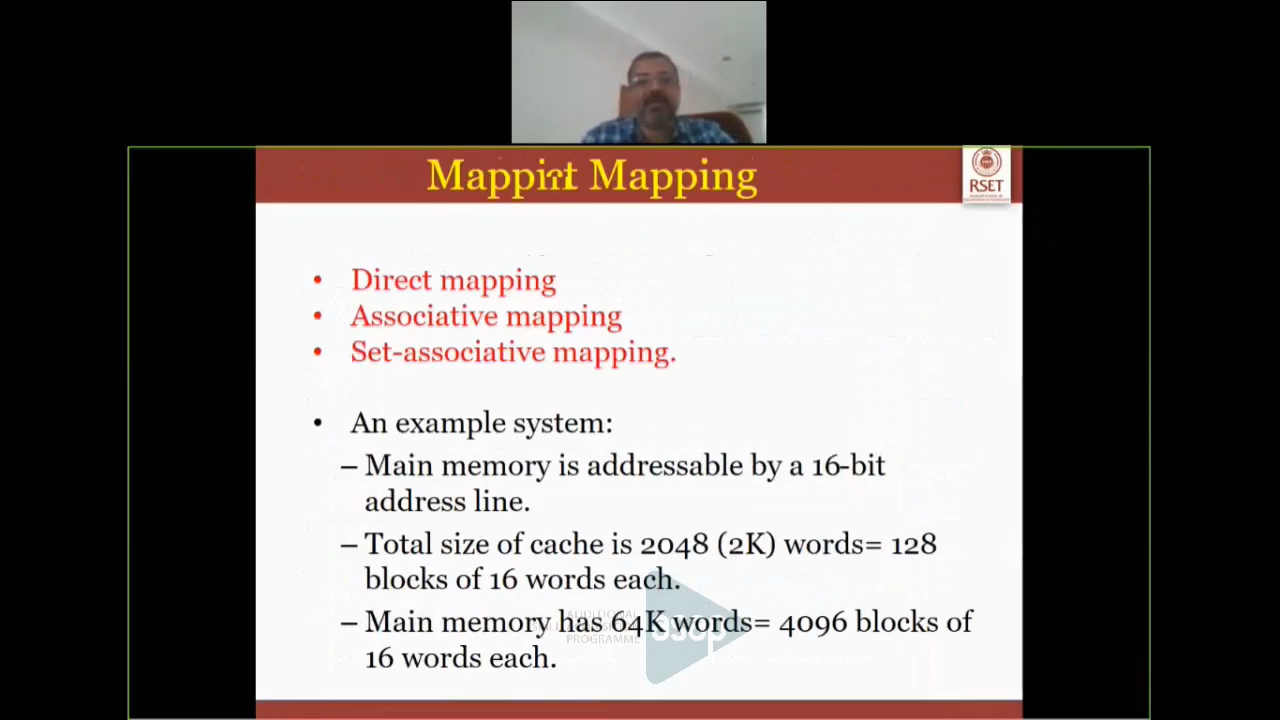 Mapping
RSET
• Direct mapping
• Associative mapping
• Set-associative mapping.
• An example system:
– Main memory is addressable by a 16-bit
address line.
– Total size of cache is 2048 (2K) words= 128
blocks of 16 words each.
– Main memory has 64K words= 4096 blocks of
16 words each.
ADDITIONAL
PROGRAMME